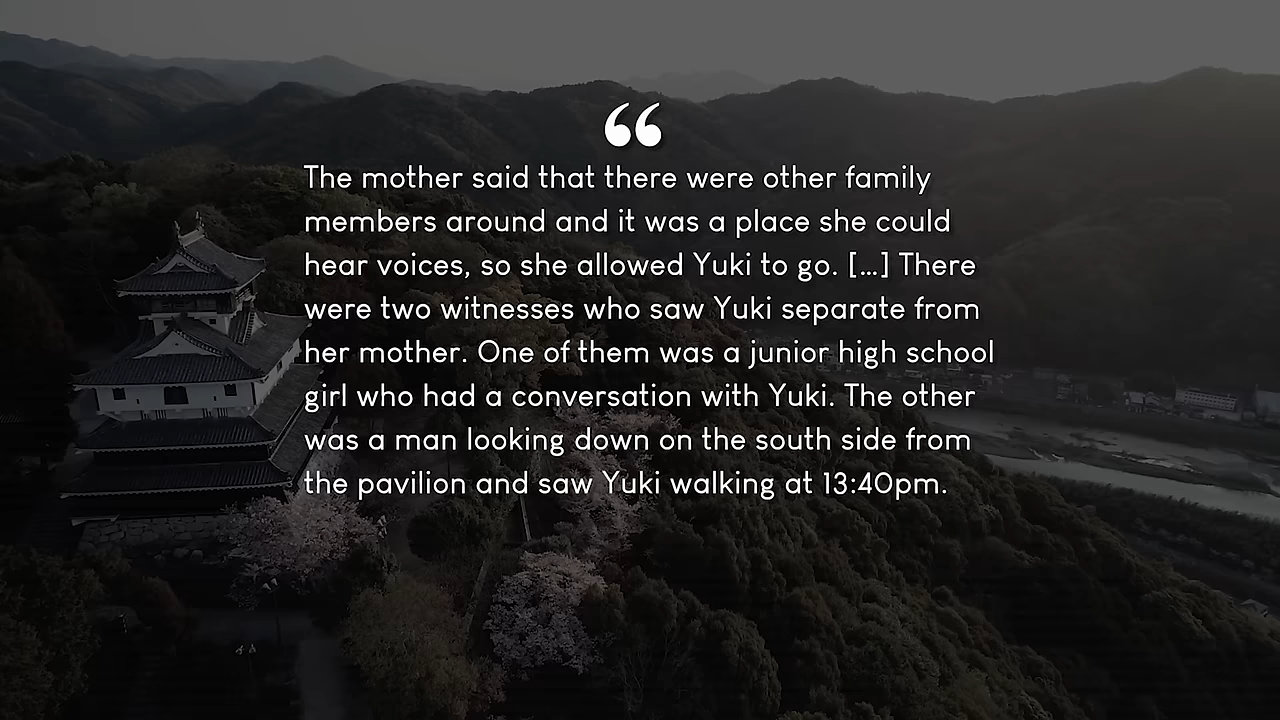 “
The mother said that there were other family
members around and it was a place she could
hear voices, so she allowed Yuki to go. [...] There
were two witnesses who saw Yuki separate from
her mother. One of them was a junior high school
girl who had a conversation with Yuki. The other
was a man looking down on the south side from
the pavilion and saw Yuki walking at 13:40pm.